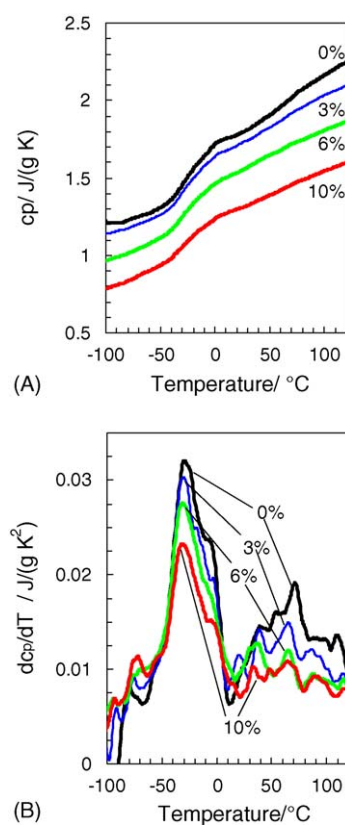 2.5
2
1.5
1
0.5
cp/ J/(g K)
0%
3%
6%
10%
-100 -50 0 50 100
(A) Temperature/ °C
0.03
0.02
0.01
0
dcp/dT / J/(g K²)
0%
3%
6%
10%
-100 -50 0 50 100
(B) Temperature/°C